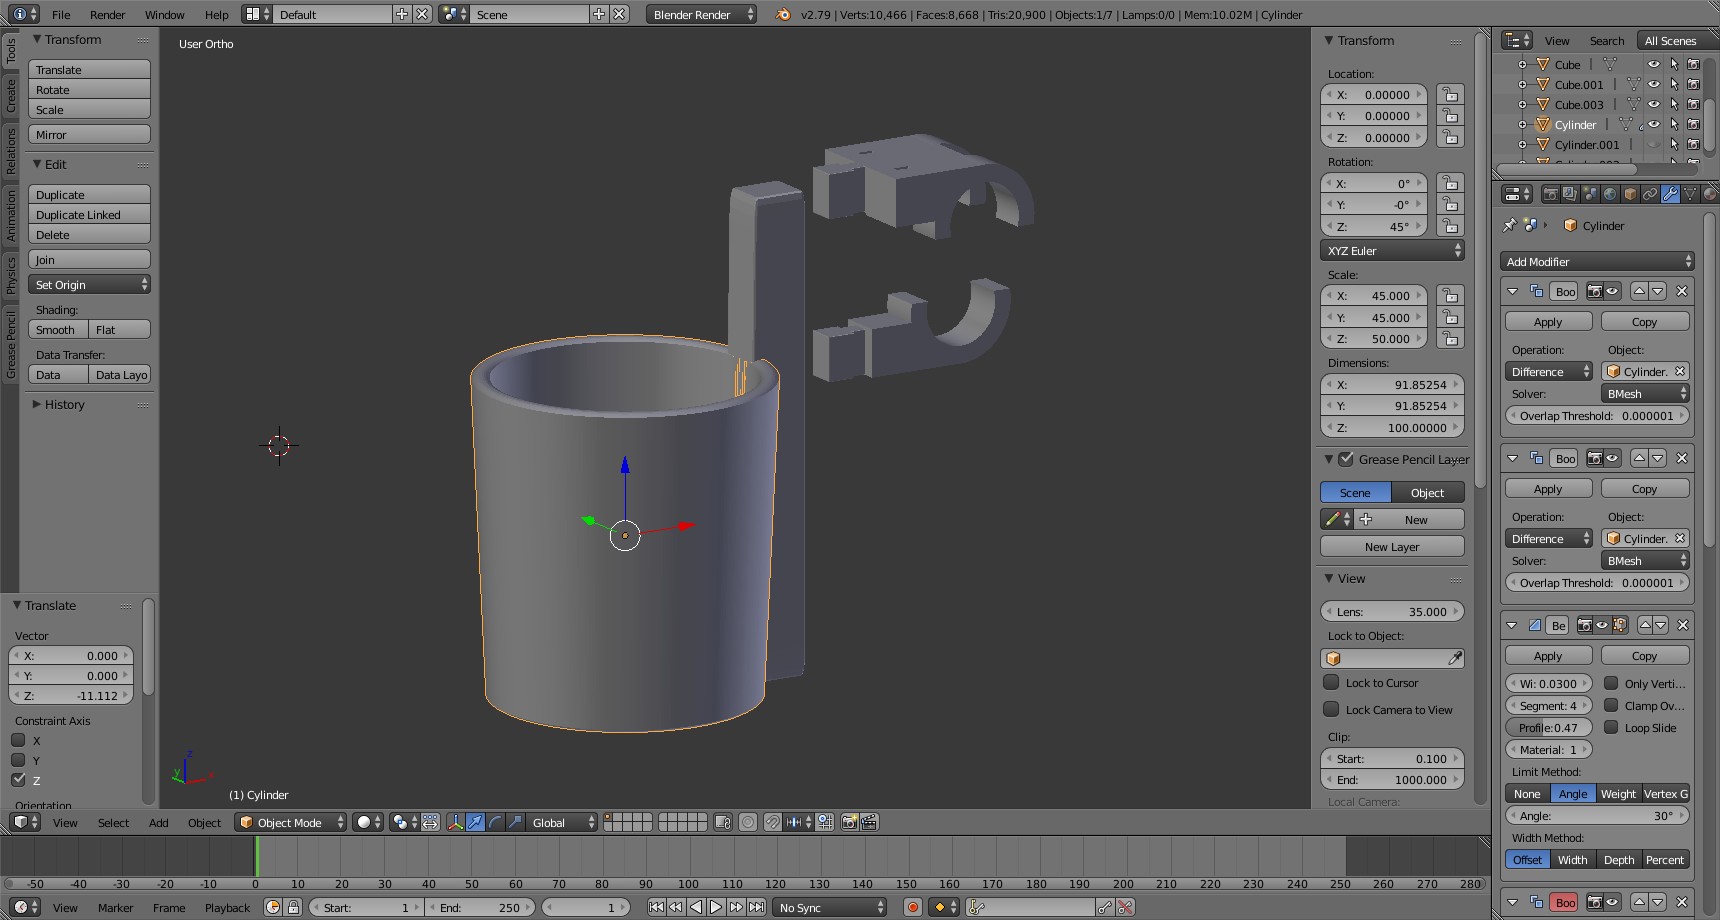 File Render Window Help Default Scene Blender Render v2.79 | Verts:10,466 | Faces:8,668 | Tris:20,900 | Objects:1/7 | Lamps:0/0 | Mem:10.02M | Cylinder
Tools
Create
Relations
Animation
Physics
Grease Pencil
Transform
Translate
Rotate
Scale
Mirror
Edit
Duplicate
Duplicate Linked
Delete
Join
Set Origin
Shading:
Smooth Flat
Data Transfer:
Data Data Layo
History
Translate
Vector
X: 0.000
Y: 0.000
Z: -11.112
Constraint Axis
X
Y
Z
Orientation
User Ortho
z
y
x
(1) Cylinder
Transform
Location:
X: 0.00000
Y: 0.00000
Z: 0.00000
Rotation:
X: 0°
Y: -0°
Z: 45°
XYZ Euler
Scale:
X: 45.000
Y: 45.000
Z: 50.000
Dimensions:
X: 91.85254
Y: 91.85254
Z: 100.00000
Grease Pencil Layer
Scene Object
New
New Layer
View
Lens: 35.000
Lock to Object:
Lock to Cursor
Lock Camera to View
Clip:
Start: 0.100
End: 1000.000
Local Camera:
View Search All Scenes
Cube
Cube.001
Cube.003
Cylinder
Cylinder.001
Cylinder
Add Modifier
Boo
Apply Copy
Operation: Object:
Difference Cylinder.
Solver: BMesh
Overlap Threshold: 0.000001
Boo
Apply Copy
Operation: Object:
Difference Cylinder.
Solver: BMesh
Overlap Threshold: 0.000001
Be
Apply Copy
Wi: 0.0300 Only Verti...
Segment: 4 Clamp Ov...
Profile:0.47 Loop Slide
Material: 1
Limit Method:
None Angle Weight Vertex G
Angle: 30°
Width Method:
Offset Width Depth Percent
Boo
View Select Add Object Object Mode Global
-50 -40 -30 -20 -10 0 10 20 30 40 50 60 70 80 90 100 110 120 130 140 150 160 170 180 190 200 210 220 230 240 250 260 270 280
View Marker Frame Playback Start: 1 End: 250 1 No Sync